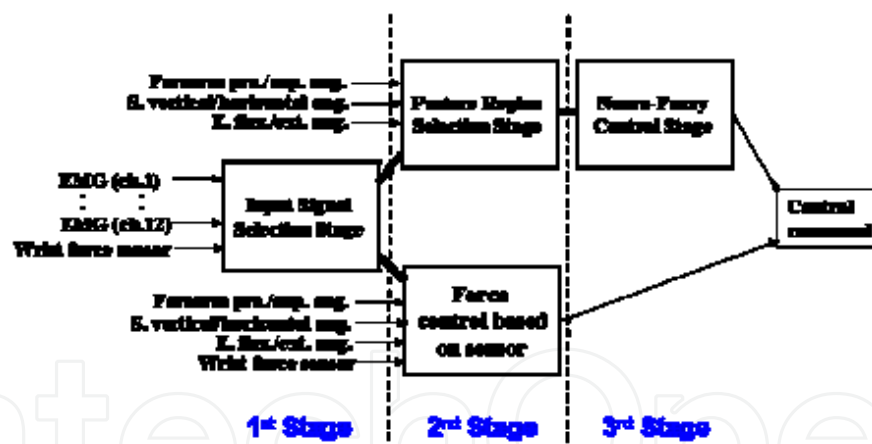 Forearm pro./sup. ang.
S. vertical/horizontal ang.
E. flex./ext. ang.
Posture Region
Selection Stage
Neuro-Fuzzy
Control Stage
EMG (ch.1)
: :
EMG (ch.12)
Wrist force sensor
Input Signal
Selection Stage
Control
command
Forearm pro./sup. ang.
S. vertical/horizontal ang.
E. flex./ext. ang.
Wrist force sensor
Force
control based
on sensor
1st Stage
2nd Stage
3rd Stage